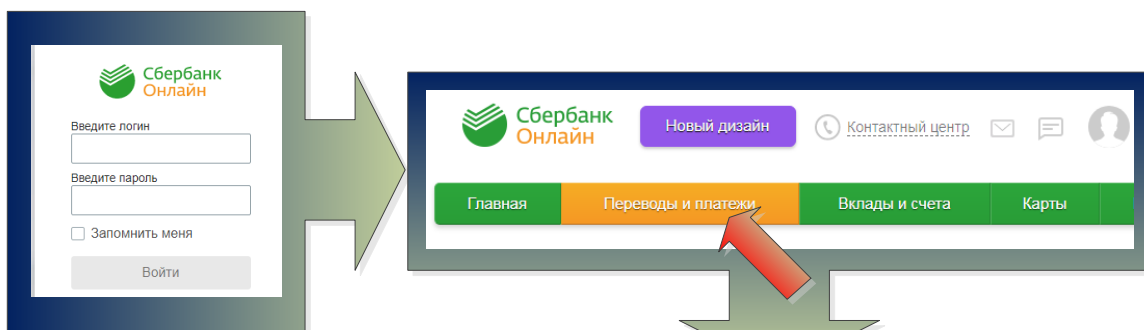 Сбербанк
Онлайн
Введите логин
Введите пароль
Запомнить меня
Войти
Сбербанк
Онлайн
Новый дизайн
Контактный центр
Главная
Переводы и платежи
Вклады и счета
Карты